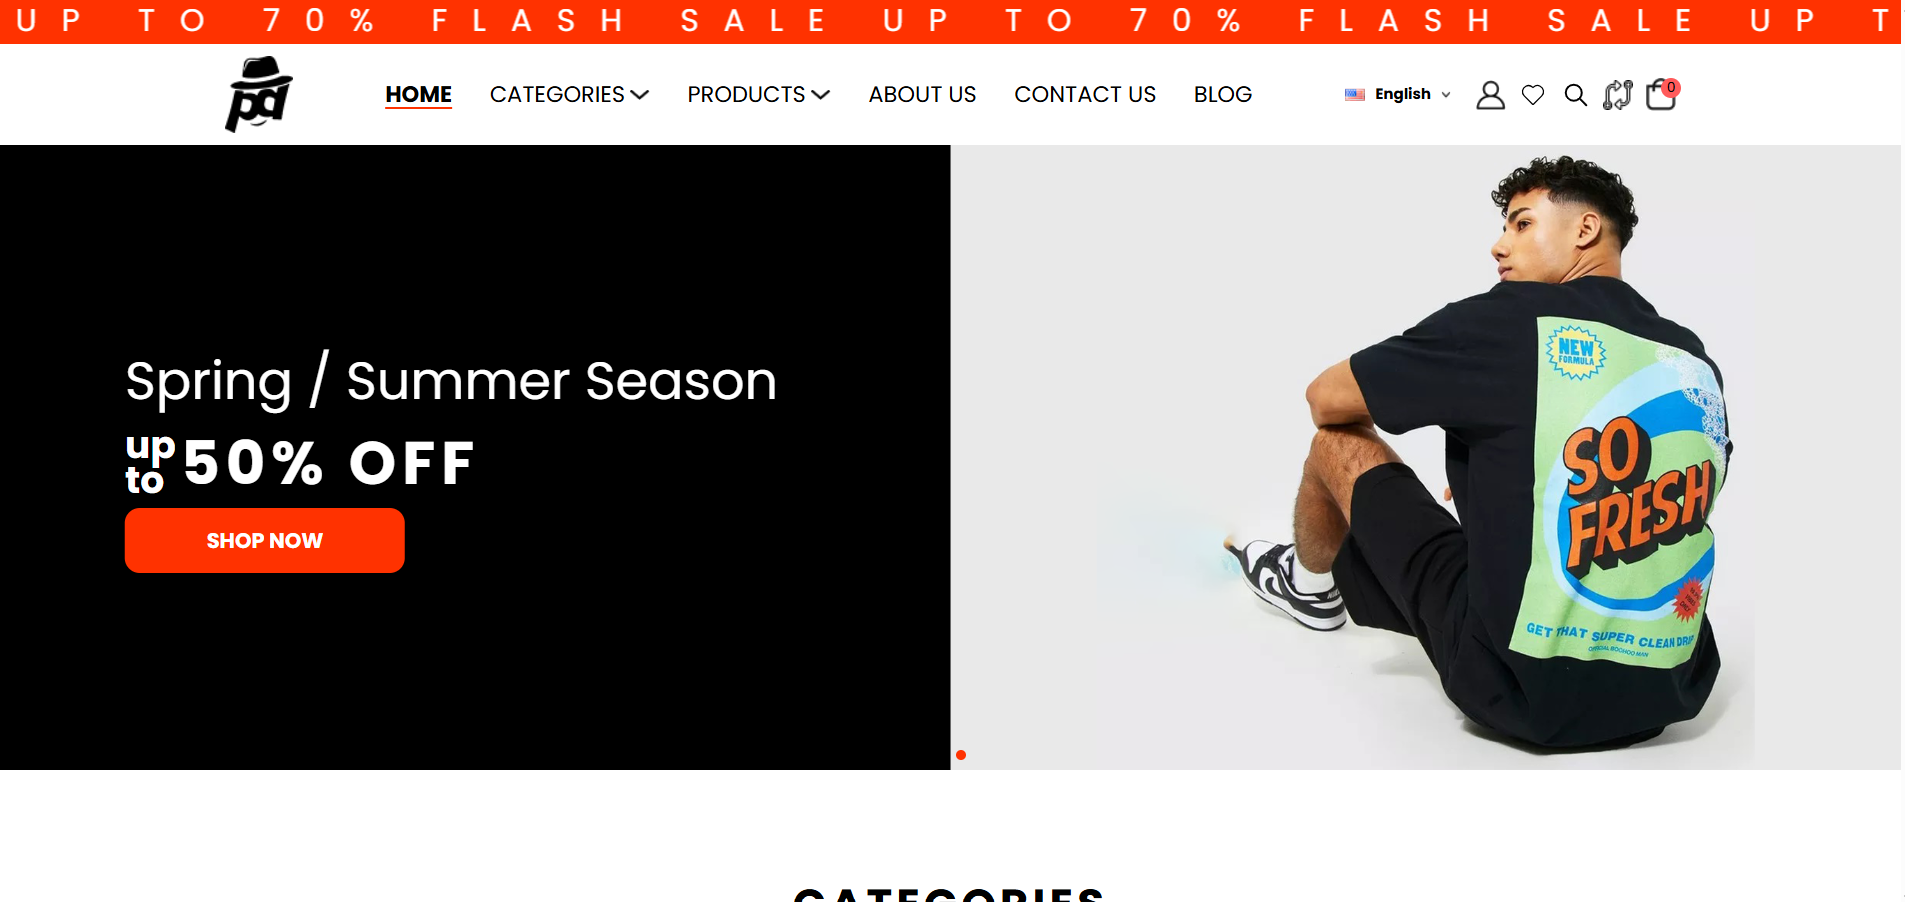 UP TO 70% FLASH SALE UP TO 70% FLASH SALE UP T
pd
HOME CATEGORIES PRODUCTS ABOUT US CONTACT US BLOG English 0
Spring / Summer Season
up to 50% OFF
SHOP NOW
NEW
FORMULA
SO
FRESH
GET THAT SUPER CLEAN DRIP
OFFICIAL BOOHOO MAN
CATEGORIES